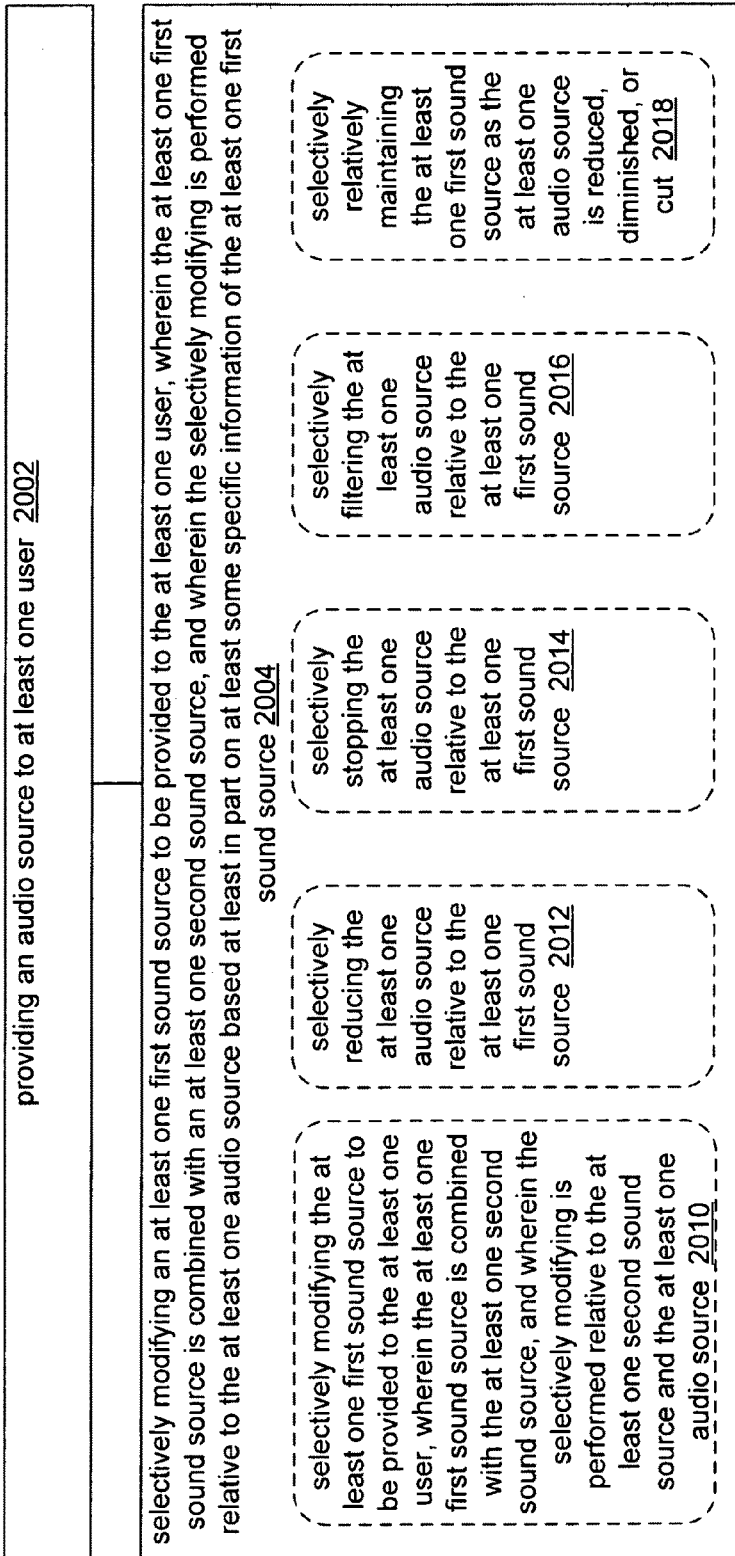 providing an audio source to at least one user 2002
selectively modifying an at least one first sound source to be provided to the at least one user, wherein the at least one first
sound source is combined with an at least one second sound source, and wherein the selectively modifying is performed
relative to the at least one audio source based at least in part on at least some specific information of the at least one first
sound source 2004
selectively modifying the at
least one first sound source to
be provided to the at least one
user, wherein the at least one
first sound source is combined
with the at least one second
sound source, and wherein the
selectively modifying is
performed relative to the at
least one second sound
source and the at least one
audio source 2010
selectively
reducing the
at least one
audio source
relative to the
at least one
first sound
source 2012
selectively
stopping the
at least one
audio source
relative to the
at least one
first sound
source 2014
selectively
filtering the at
least one
audio source
relative to the
at least one
first sound
source 2016
selectively
relatively
maintaining
the at least
one first sound
source as the
at least one
audio source
is reduced,
diminished, or
cut 2018